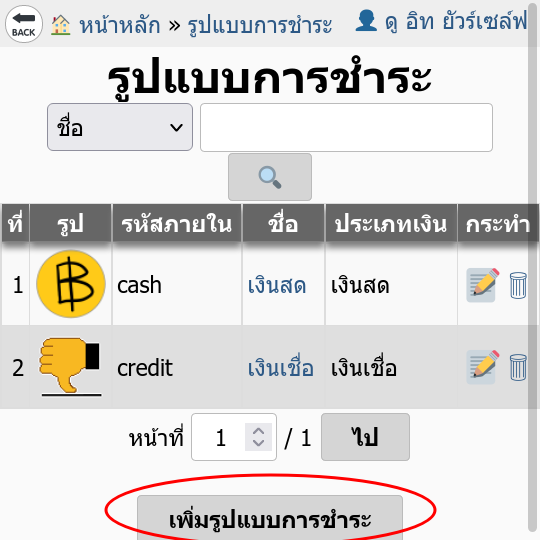 BACK หน้าหลัก » รูปแบบการชำระ ดู อิท ยัวร์เซล์ฟ
รูปแบบการชำระ
ชื่อ
ที่ รูป รหัสภายใน ชื่อ ประเภทเงิน กระทำ
1 ฿ cash เงินสด เงินสด
2 credit เงินเชื่อ เงินเชื่อ
หน้าที่ 1 / 1 ไป
เพิ่มรูปแบบการชำระ